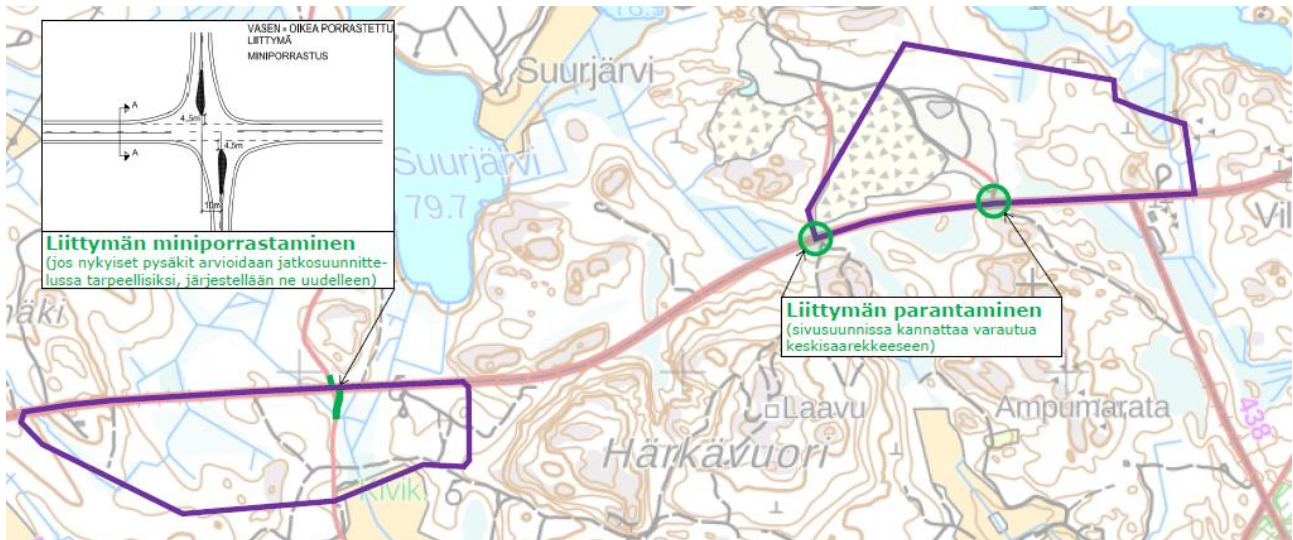 VASEN » OIKEA PORRASTETTU
LIITTYMÄ
MINIPORRASTUS
A
A
4..5m
4..5m
10m
Liittymän miniporrastaminen
(jos nykyiset pysäkit arvioidaan jatkosuunnitte-
lussa tarpeellisiksi, järjestellään ne uudelleen)
Suurjärvi
Suurjärvi
79.7
Liittymän parantaminen
(sivusuunnissa kannattaa varautua
keskisaarekkeeseen)
Vil
mäki
Laavu
Härkävuori
Ampumarata
438
Kivik.
6